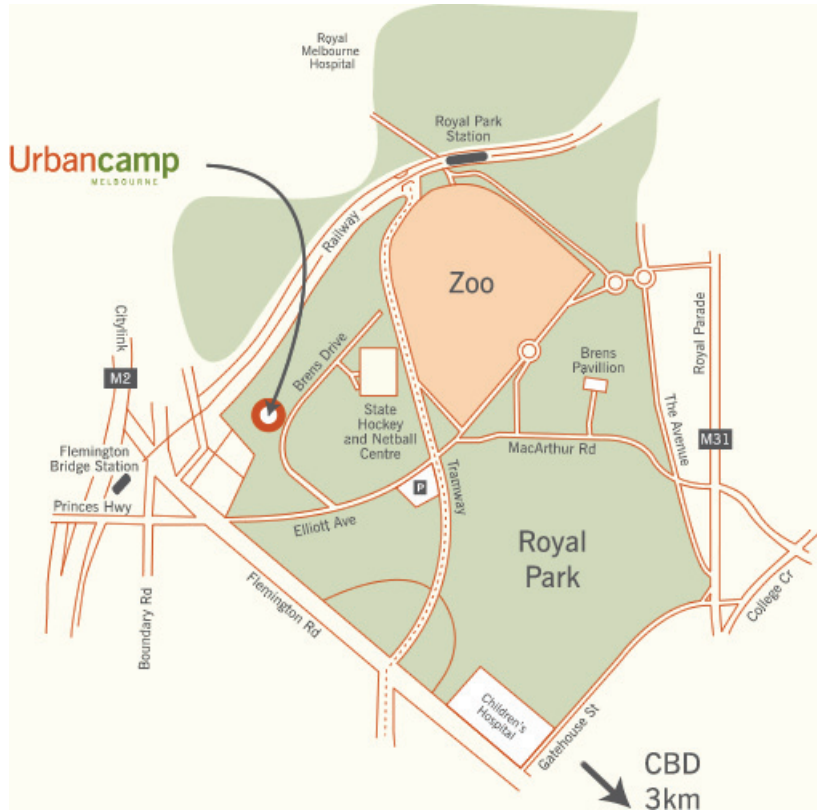 Royal
Melbourne
Hospital
Royal Park
Station
Urbancamp
MELBOURNE
Railway
Zoo
Citylink
M2
Brens Drive
Royal Parade
Brens
Pavillion
The Avenue
State
Hockey
and Netball
Centre
M31
MacArthur Rd
Flemington
Bridge Station
Tramway
P
Princes Hwy
Elliott Ave
Royal
Park
Boundary Rd
Flemington Rd
College Cr
Children's
Hospital
Gatehouse St
CBD
3km